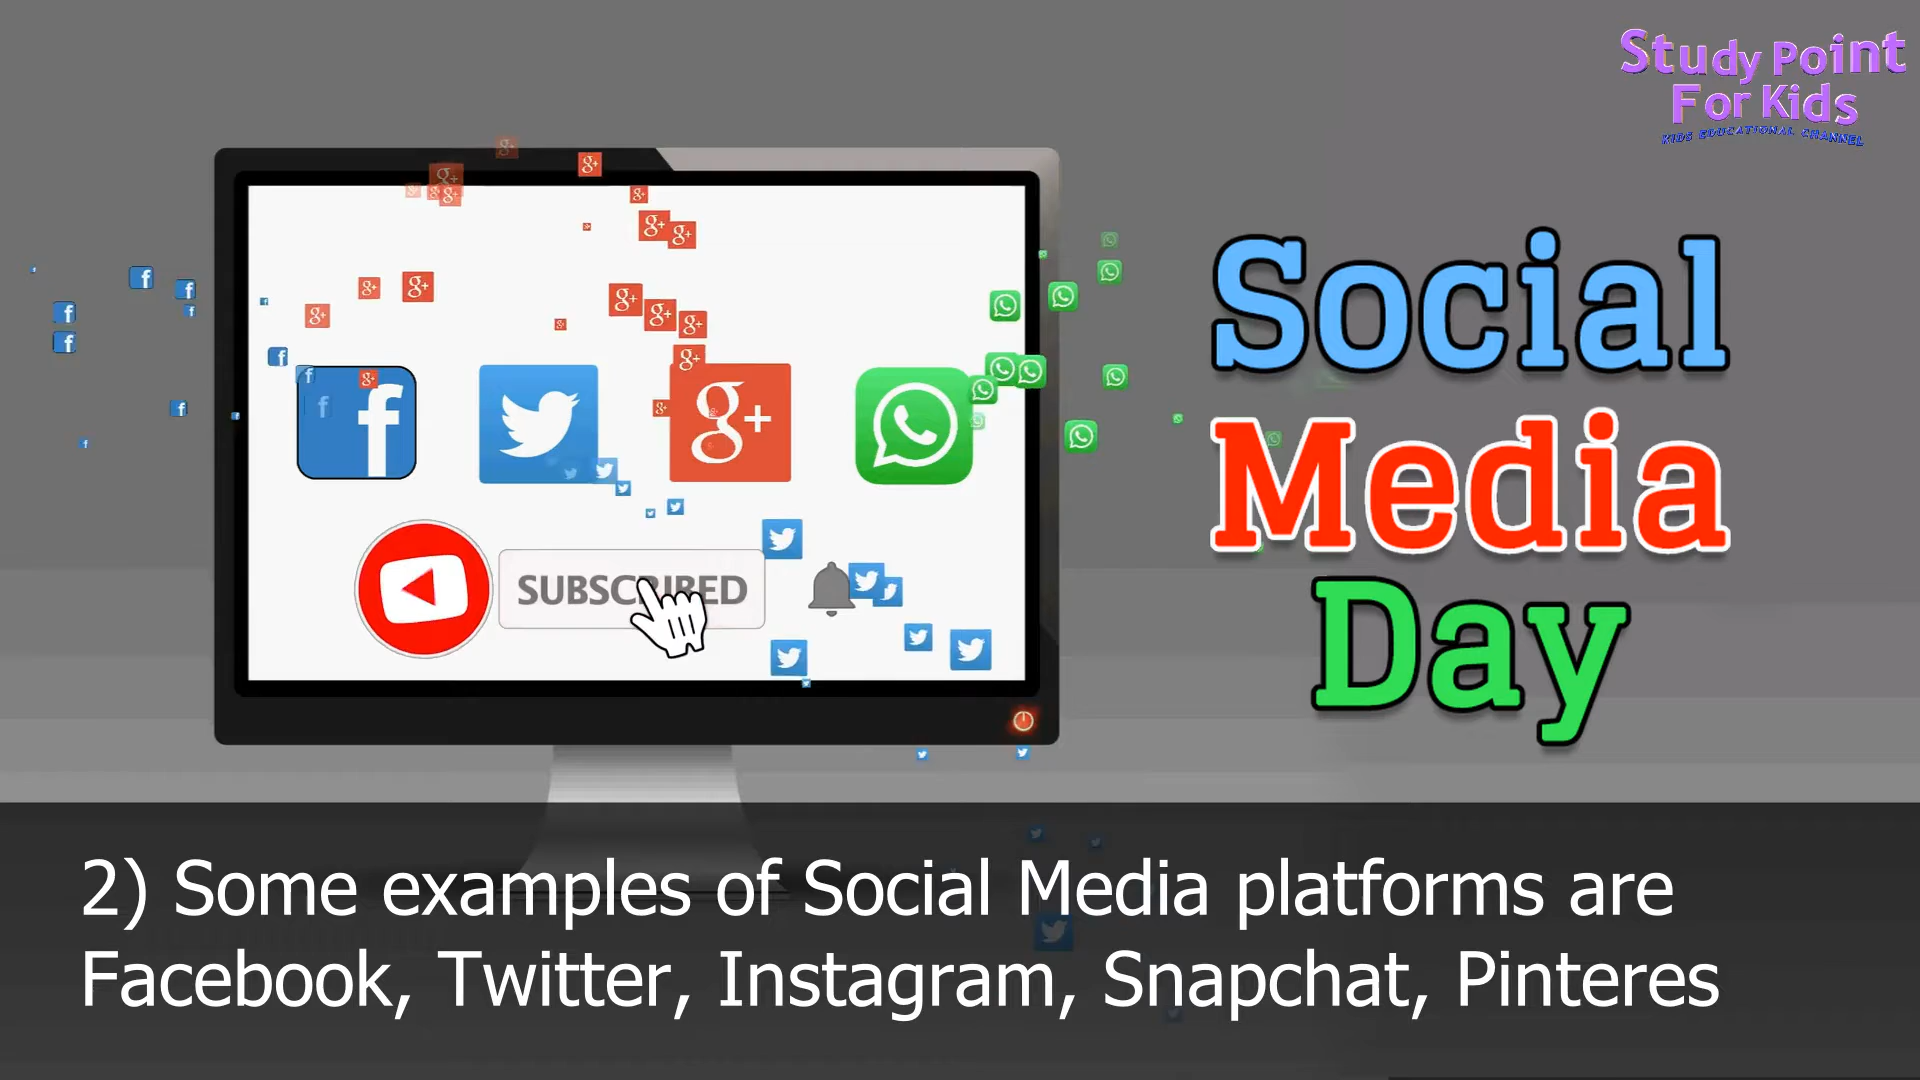 Study Point
For Kids
KIDS EDUCATIONAL CHANNEL
Social
Media
Day
SUBSCRIBED
2) Some examples of Social Media platforms are
Facebook, Twitter, Instagram, Snapchat, Pinteres